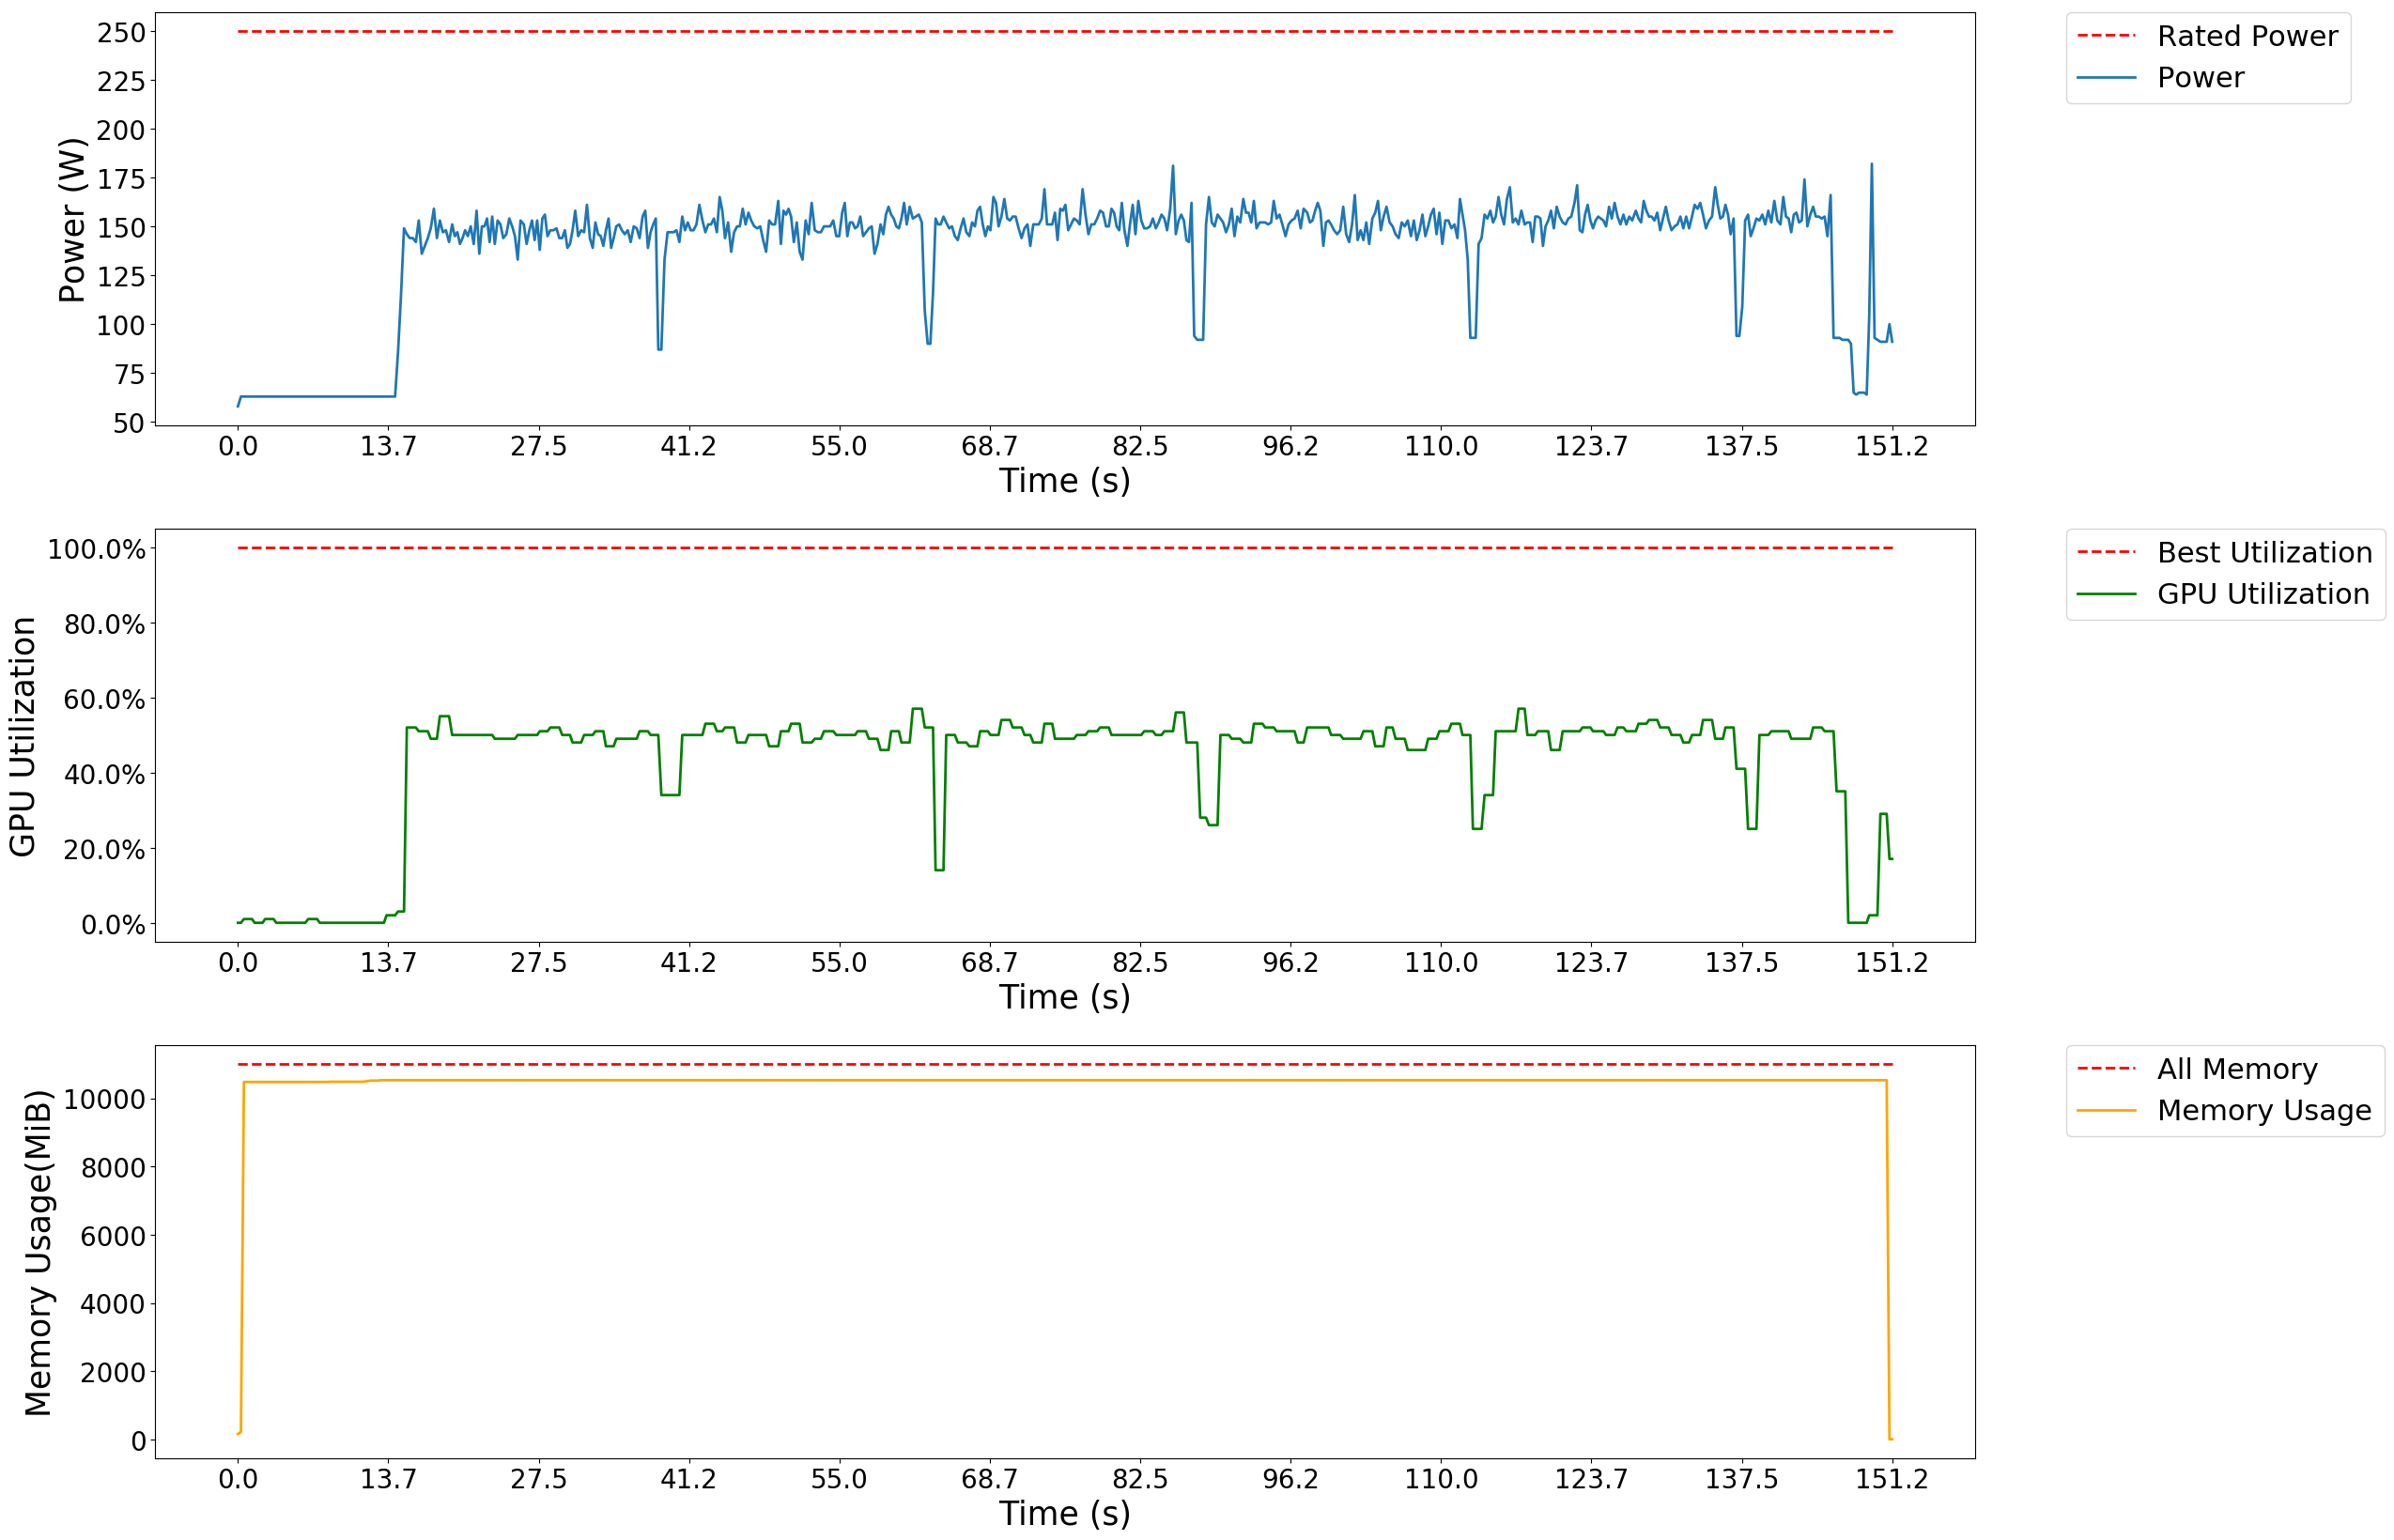 Power (W)
250
225
200
175
150
125
100
75
50
0.0 13.7 27.5 41.2 55.0 68.7 82.5 96.2 110.0 123.7 137.5 151.2
Time (s)
Rated Power
Power
GPU Utilization
100.0%
80.0%
60.0%
40.0%
20.0%
0.0%
0.0 13.7 27.5 41.2 55.0 68.7 82.5 96.2 110.0 123.7 137.5 151.2
Time (s)
Best Utilization
GPU Utilization
Memory Usage(MiB)
10000
8000
6000
4000
2000
0
0.0 13.7 27.5 41.2 55.0 68.7 82.5 96.2 110.0 123.7 137.5 151.2
Time (s)
All Memory
Memory Usage